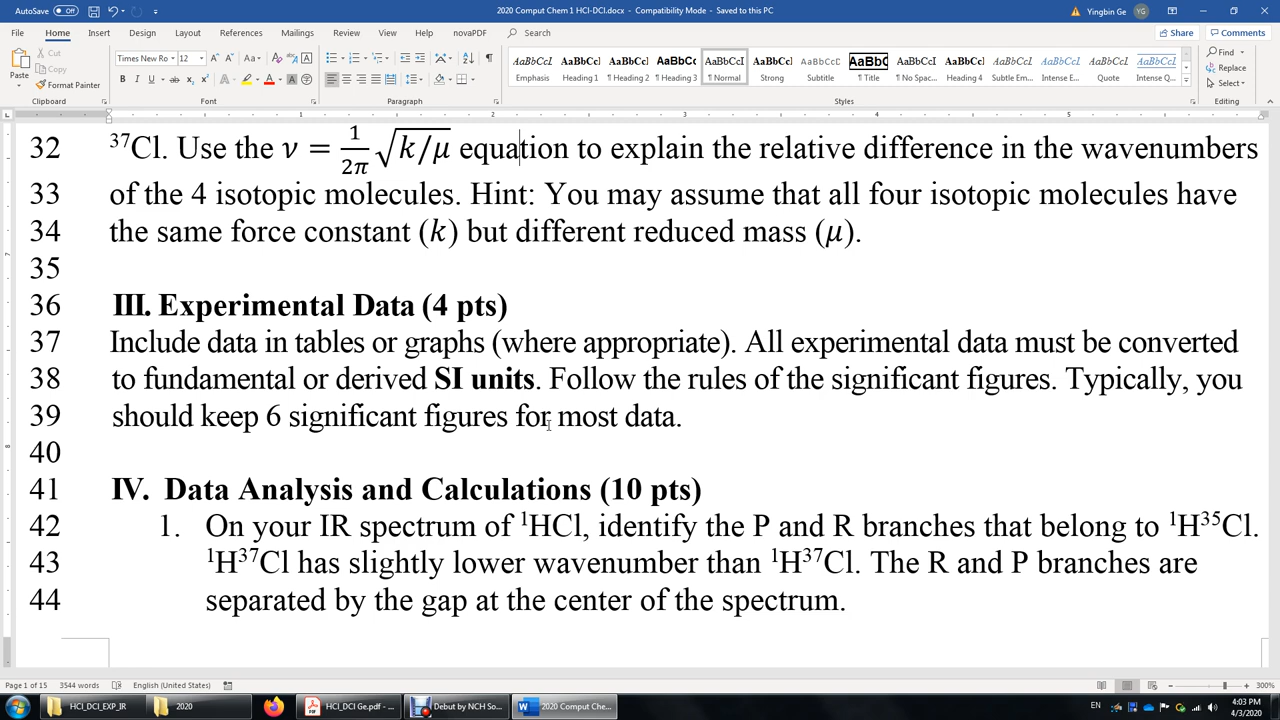 AutoSave Off 2020 Comput Chem 1 HCl-DCl.docx - Compatibility Mode - Saved to this PC Yingbin Ge YG
File Home Insert Design Layout References Mailings Review View Help novaPDF Search Share Comments
Paste Cut Copy Format Painter Times New Ro 12
AaBbCcI AaBbCc AaBbCc AaBbCc AaBbCcI AaBbCc AaBbCcI AaBbC AaBbCcI AaBbCcI AaBbCcI AaBbCcI AaBbCcI AaBbCcI
Emphasis Heading 1 ¶ Heading 2 ¶ Heading 3 ¶ Normal Strong Subtitle ¶ Title ¶ No Spac... Heading 4 Subtle Em... Intense E... Quote Intense Q...
Find Replace Select
Clipboard Font Paragraph Styles Editing
32 ³⁷Cl. Use the ν = 1/2π √k/μ equation to explain the relative difference in the wavenumbers
33 of the 4 isotopic molecules. Hint: You may assume that all four isotopic molecules have
34 the same force constant (k) but different reduced mass (μ).
35
36 III. Experimental Data (4 pts)
37 Include data in tables or graphs (where appropriate). All experimental data must be converted
38 to fundamental or derived SI units. Follow the rules of the significant figures. Typically, you
39 should keep 6 significant figures for most data.
40
41 IV. Data Analysis and Calculations (10 pts)
42 1. On your IR spectrum of ¹HCl, identify the P and R branches that belong to ¹H³⁵Cl.
43 ¹H³⁷Cl has slightly lower wavenumber than ¹H³⁷Cl. The R and P branches are
44 separated by the gap at the center of the spectrum.
Page 1 of 15 3544 words English (United States) 300%
HCl_DCl_EXP_IR 2020 HCl_DCl Ge.pdf - ... Debut by NCH So... 2020 Comput Che... EN 4:03 PM
4/3/2020